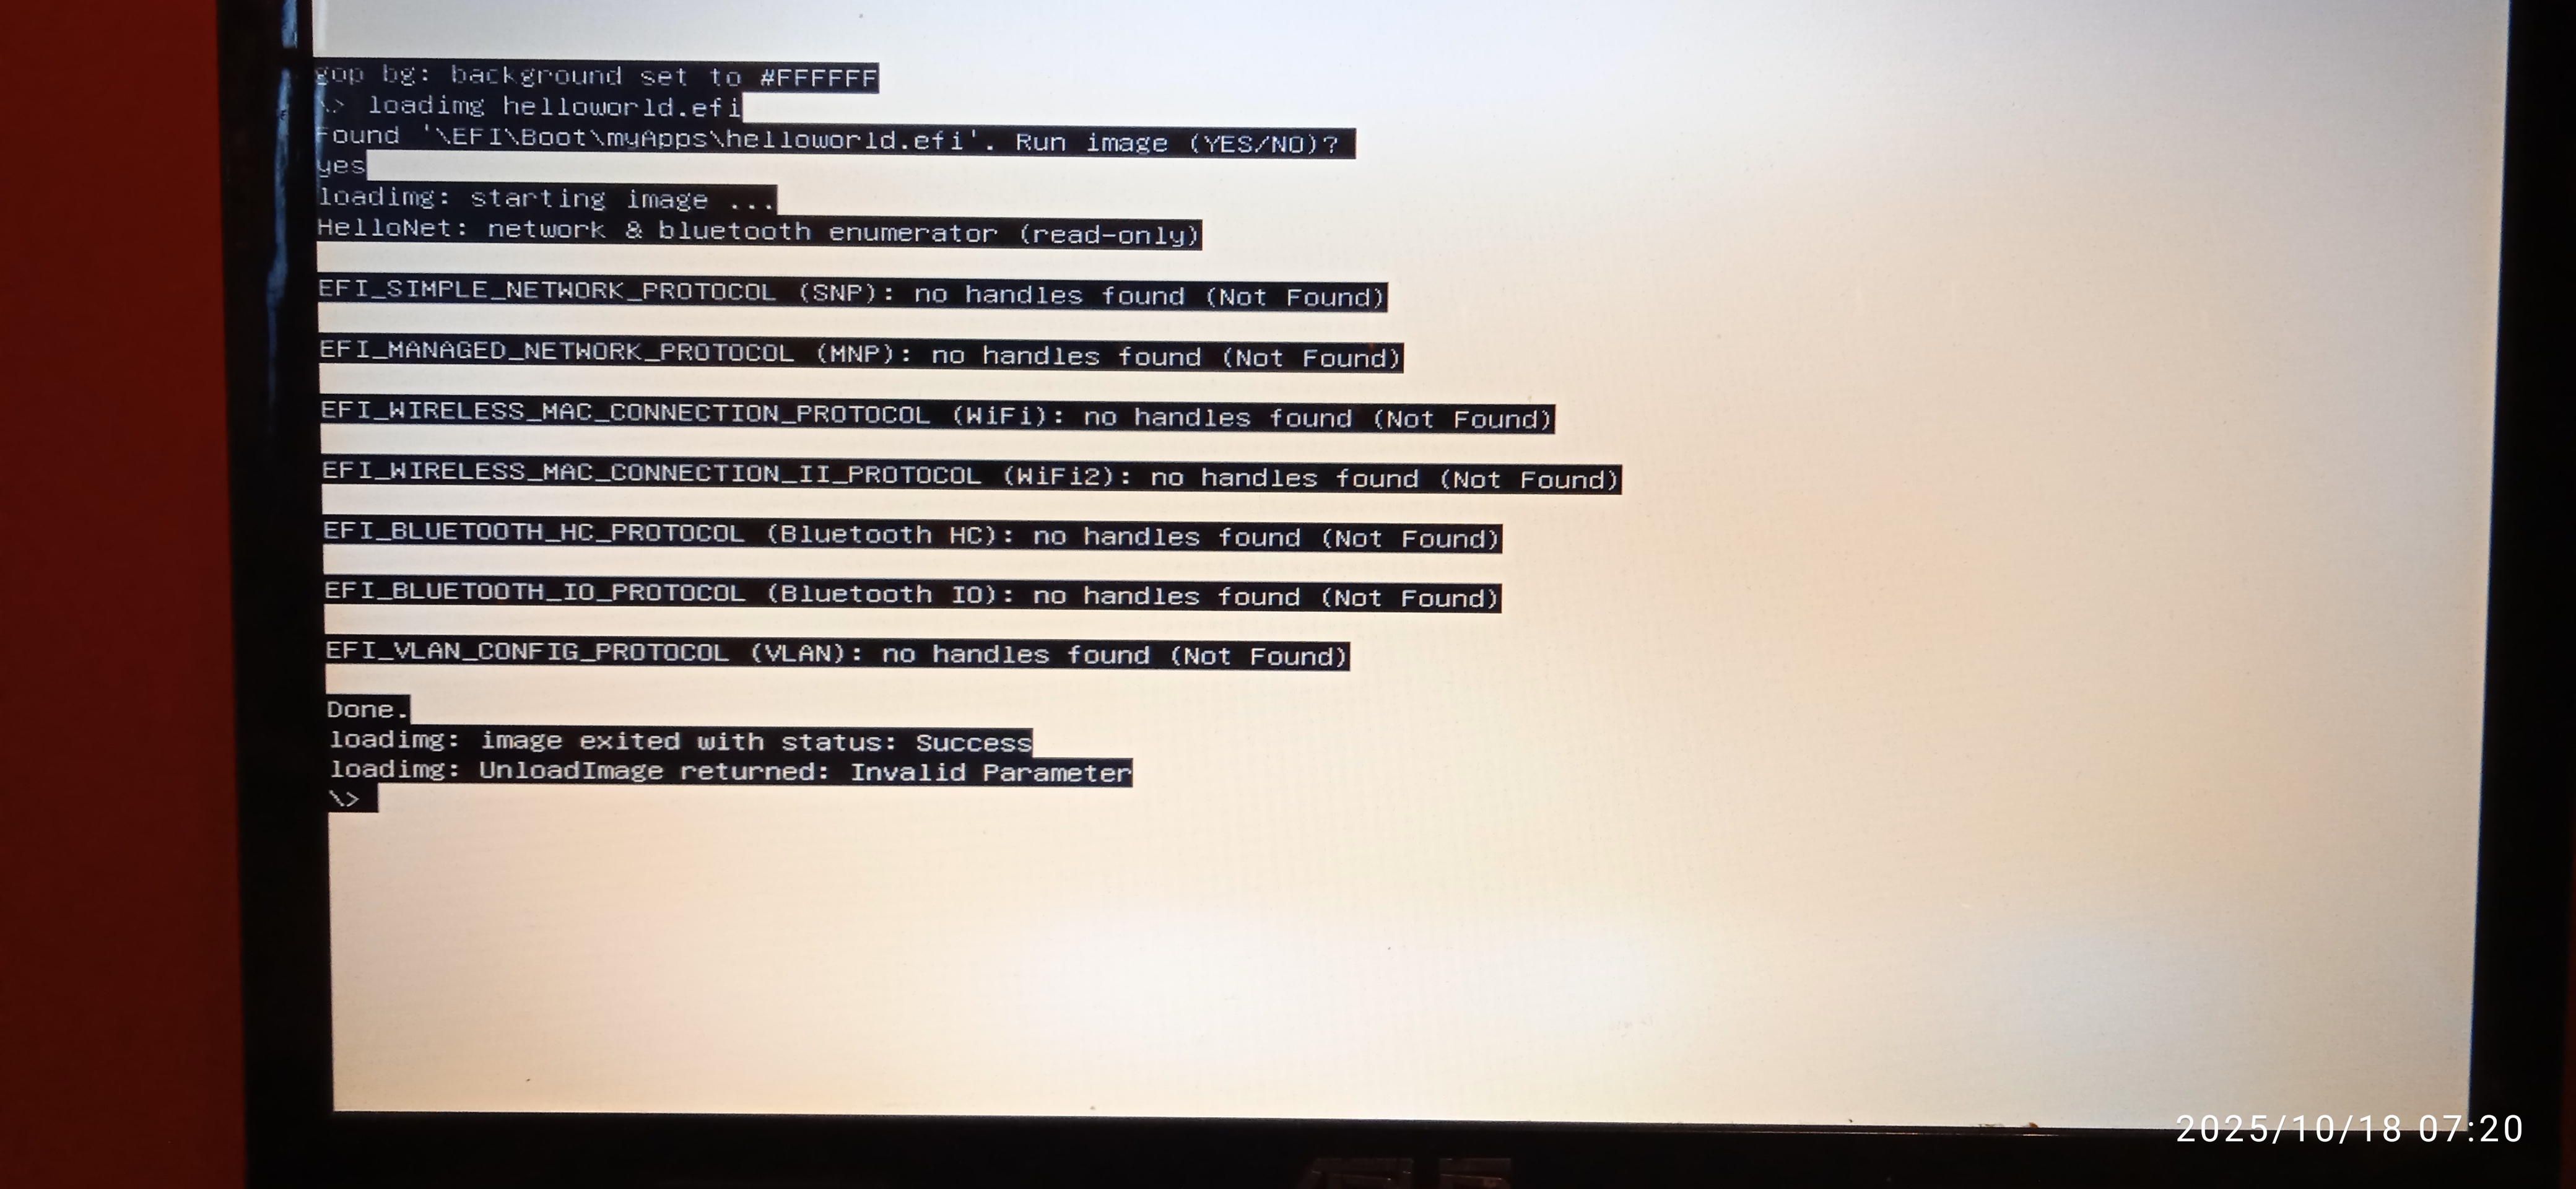 gop bg: background set to #FFFFFF
\> loadimg helloworld.efi
Found '\EFI\Boot\myApps\helloworld.efi'. Run image (YES/NO)?
yes
loadimg: starting image ...
HelloNet: network & bluetooth enumerator (read-only)
EFI_SIMPLE_NETWORK_PROTOCOL (SNP): no handles found (Not Found)
EFI_MANAGED_NETWORK_PROTOCOL (MNP): no handles found (Not Found)
EFI_WIRELESS_MAC_CONNECTION_PROTOCOL (WiFi): no handles found (Not Found)
EFI_WIRELESS_MAC_CONNECTION_II_PROTOCOL (WiFi2): no handles found (Not Found)
EFI_BLUETOOTH_HC_PROTOCOL (Bluetooth HC): no handles found (Not Found)
EFI_BLUETOOTH_IO_PROTOCOL (Bluetooth IO): no handles found (Not Found)
EFI_VLAN_CONFIG_PROTOCOL (VLAN): no handles found (Not Found)
Done.
loadimg: image exited with status: Success
loadimg: UnloadImage returned: Invalid Parameter
\>
2025/10/18 07:20